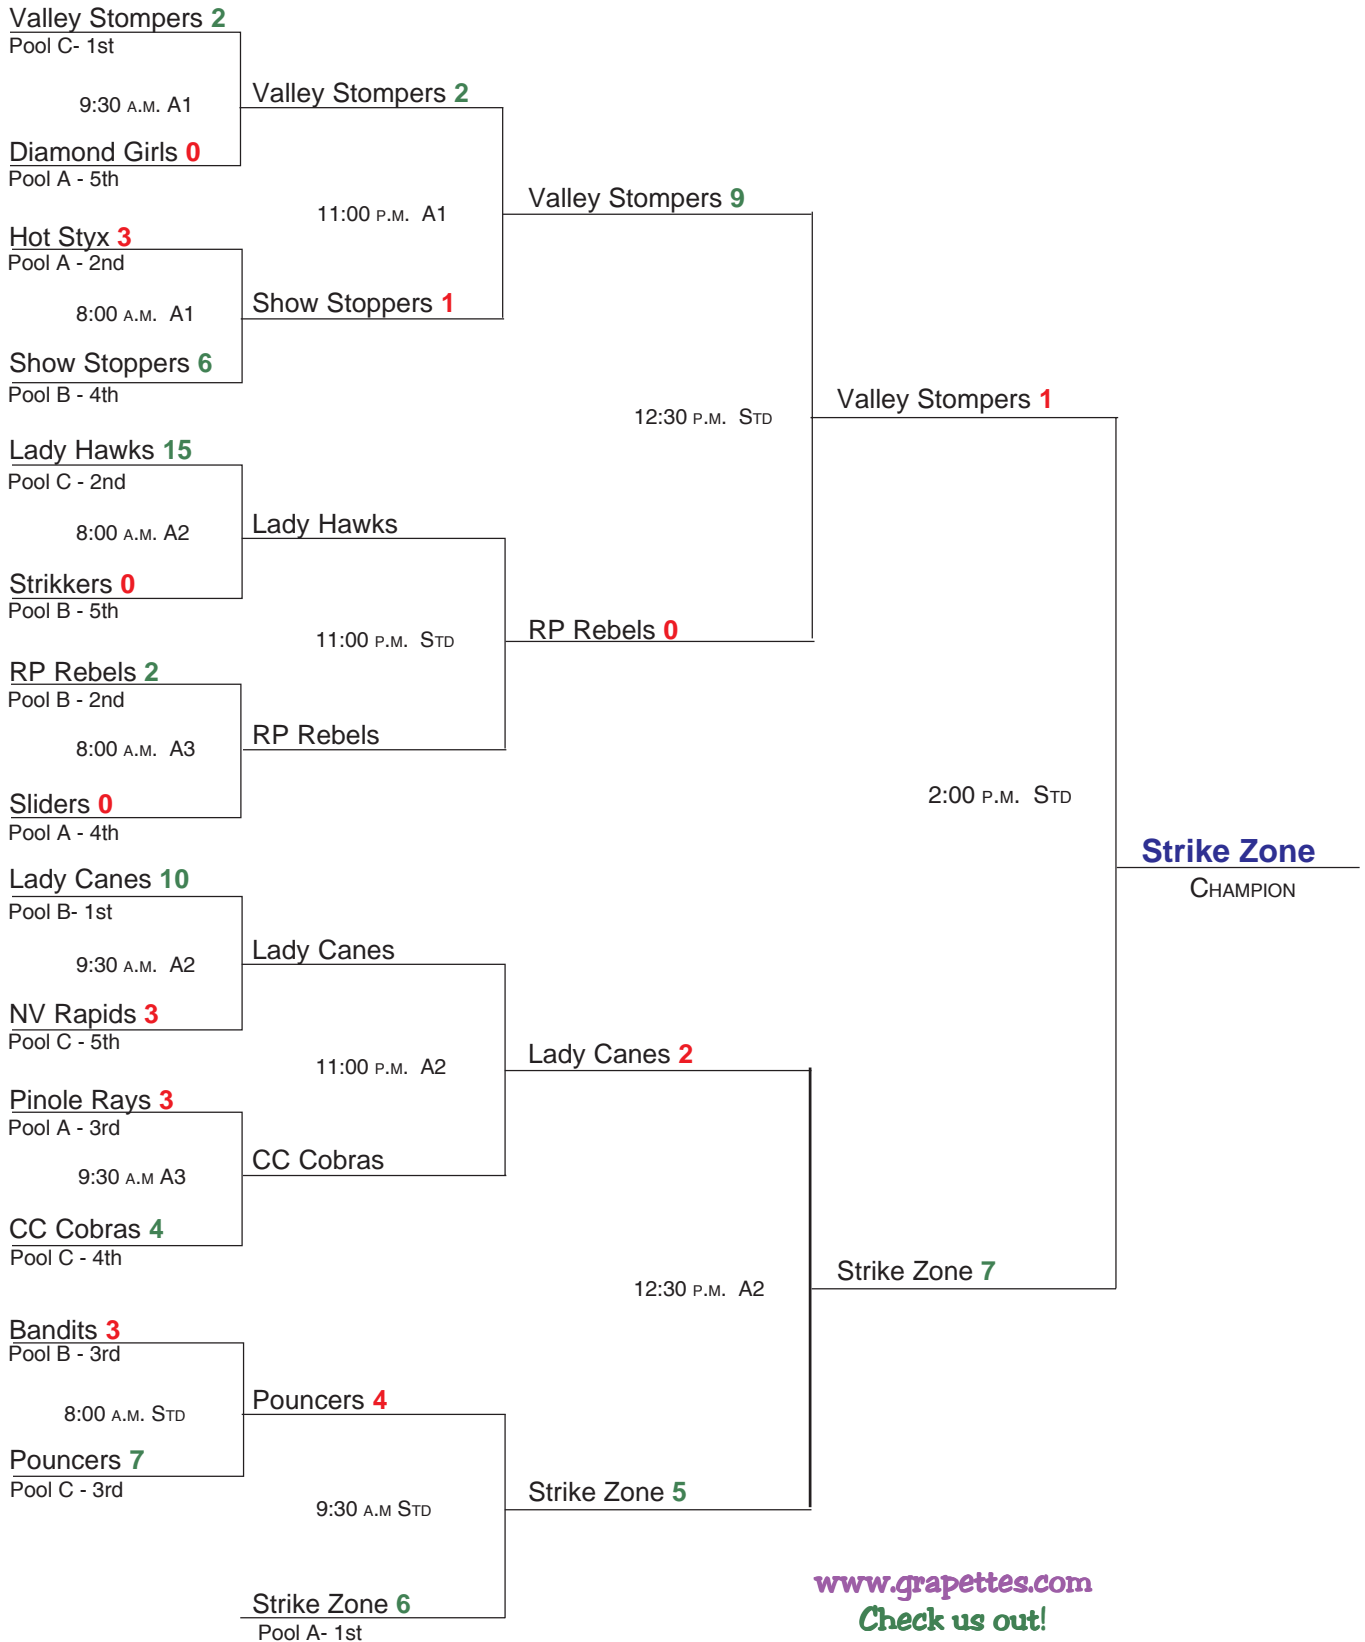 Valley Stompers 2
Pool C- 1st
9:30 A.M. A1
Diamond Girls 0
Pool A - 5th
Hot Styx 3
Pool A - 2nd
8:00 A.M. A1
Show Stoppers 6
Pool B - 4th
Lady Hawks 15
Pool C - 2nd
8:00 A.M. A2
Strikkers 0
Pool B - 5th
RP Rebels 2
Pool B - 2nd
8:00 A.M. A3
Sliders 0
Pool A - 4th
Lady Canes 10
Pool B- 1st
9:30 A.M. A2
NV Rapids 3
Pool C - 5th
Pinole Rays 3
Pool A - 3rd
9:30 A.M A3
CC Cobras 4
Pool C - 4th
Bandits 3
Pool B - 3rd
8:00 A.M. STD
Pouncers 7
Pool C - 3rd
Valley Stompers 2
11:00 P.M. A1
Show Stoppers 1
Lady Hawks
11:00 P.M. STD
RP Rebels
Lady Canes
11:00 P.M. A2
CC Cobras
Pouncers 4
9:30 A.M STD
Strike Zone 6
Pool A- 1st
Valley Stompers 9
12:30 P.M. STD
RP Rebels 0
Lady Canes 2
12:30 P.M. A2
Strike Zone 5
Valley Stompers 1
2:00 P.M. STD
Strike Zone 7
Strike Zone
CHAMPION
www.grapettes.com
Check us out!